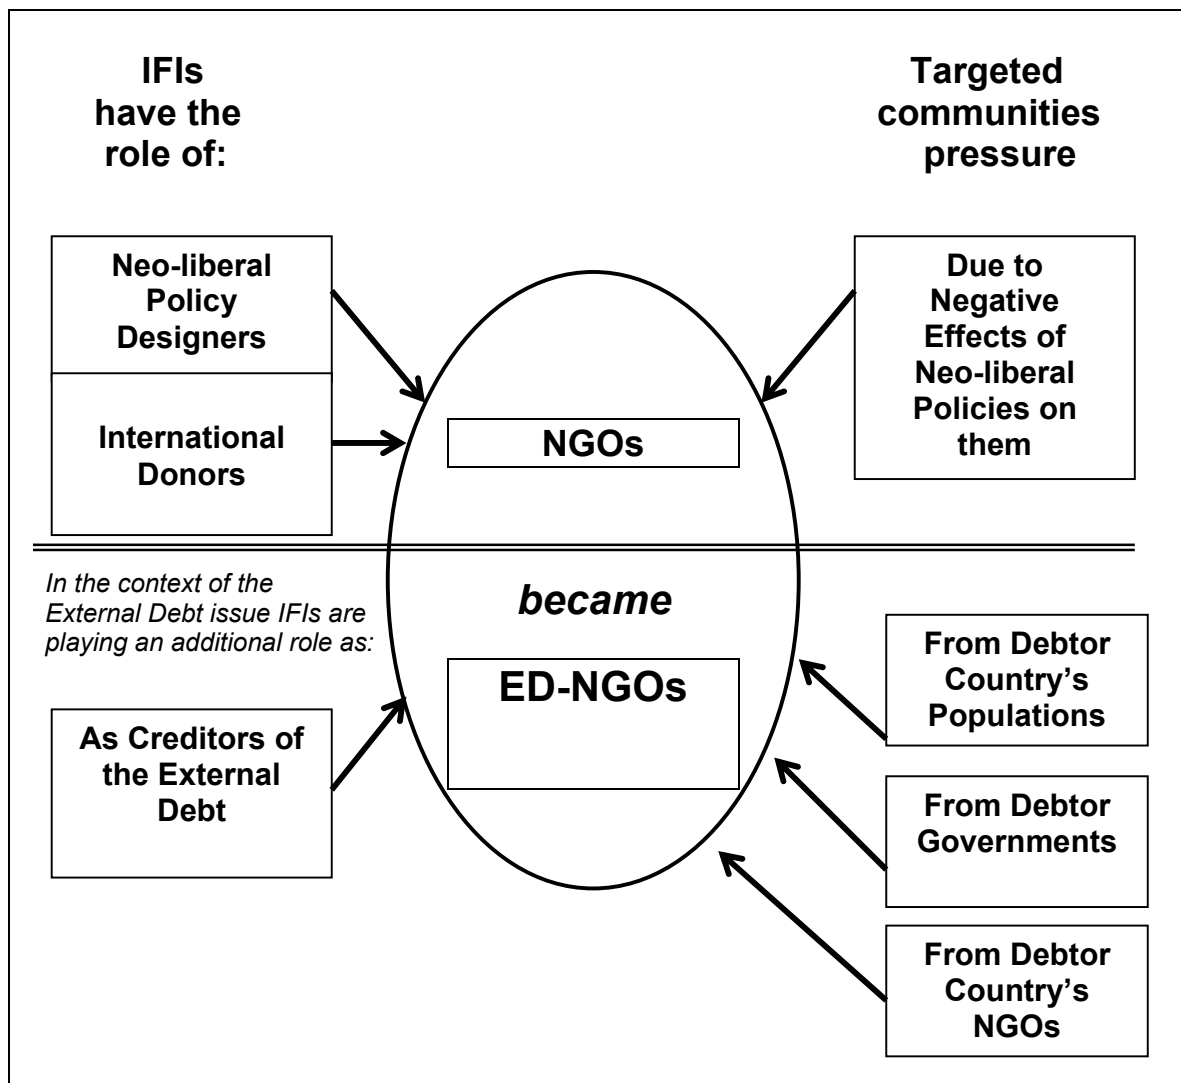 IFIs
have the
role of:
Targeted
communities
pressure
Neo-liberal
Policy
Designers
International
Donors
NGOs
Due to
Negative
Effects of
Neo-liberal
Policies on
them
In the context of the
External Debt issue IFIs are
playing an additional role as:
became
ED-NGOs
As Creditors of
the External
Debt
From Debtor
Country’s
Populations
From Debtor
Governments
From Debtor
Country’s
NGOs